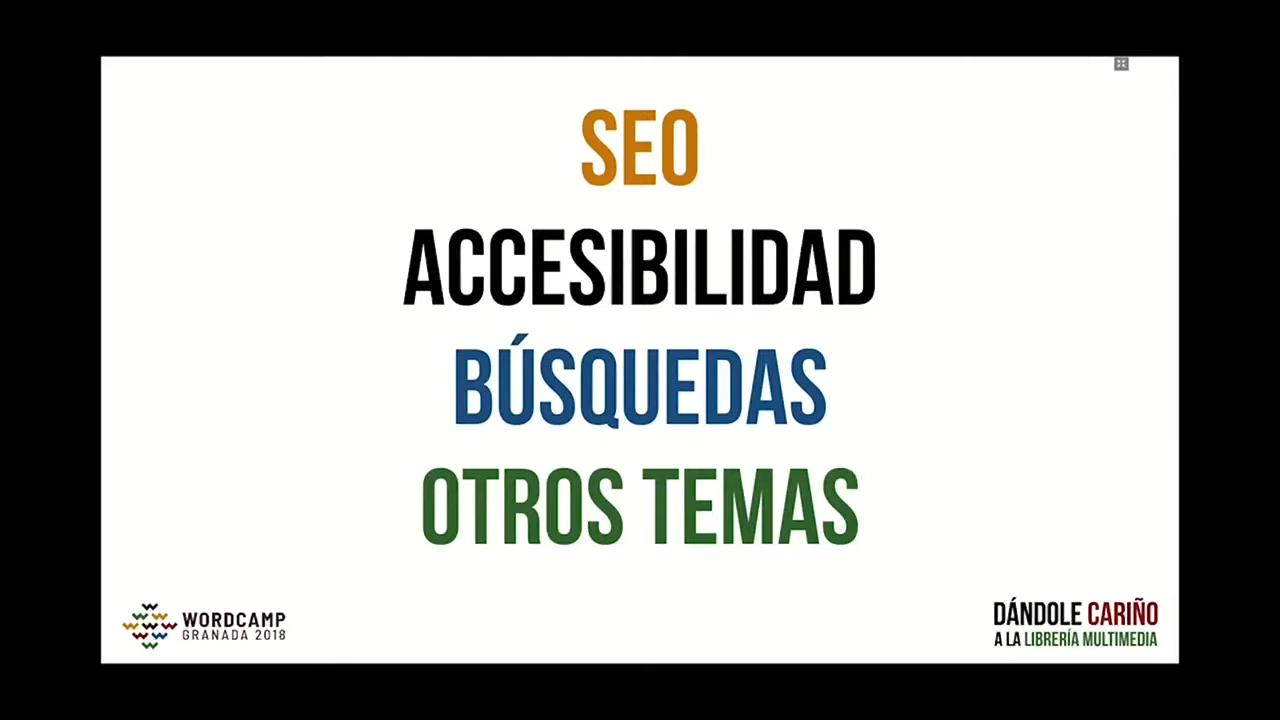 SEO
ACCESIBILIDAD
BÚSQUEDAS
OTROS TEMAS
WORDCAMP
GRANADA 2018
DÁNDOLE CARIÑO
A LA LIBRERÍA MULTIMEDIA